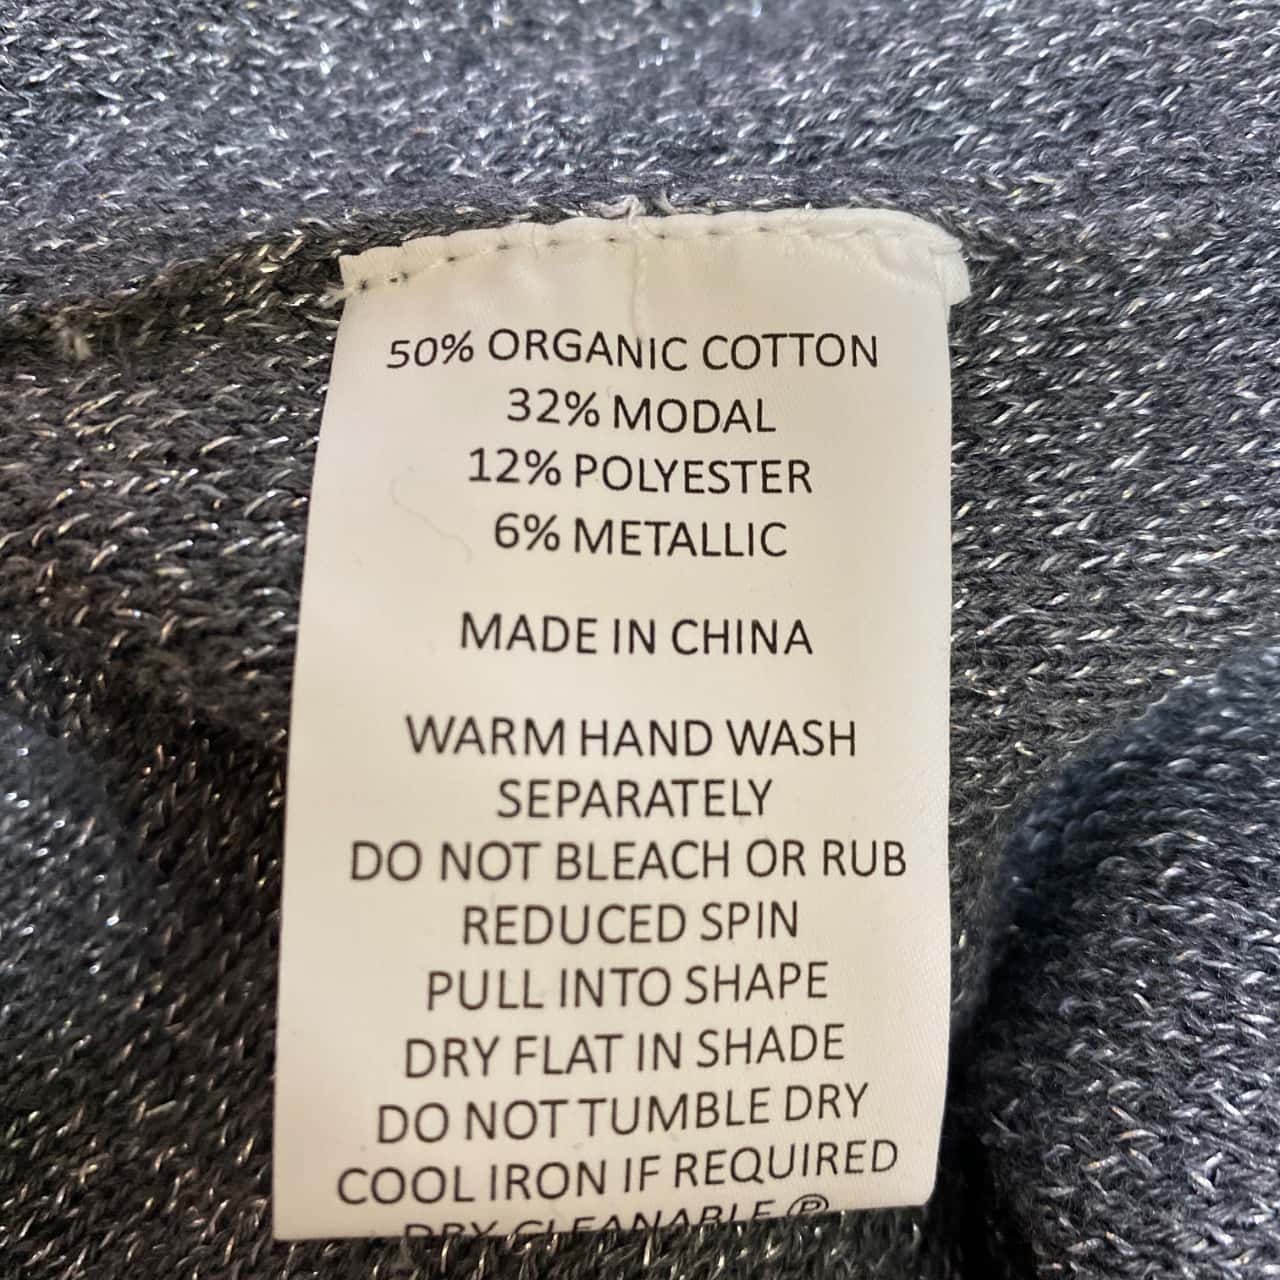 50% ORGANIC COTTON
32% MODAL
12% POLYESTER
6% METALLIC
MADE IN CHINA
WARM HAND WASH
SEPARATELY
DO NOT BLEACH OR RUB
REDUCED SPIN
PULL INTO SHAPE
DRY FLAT IN SHADE
DO NOT TUMBLE DRY
COOL IRON IF REQUIRED
DRY CLEANABLE Ⓟ